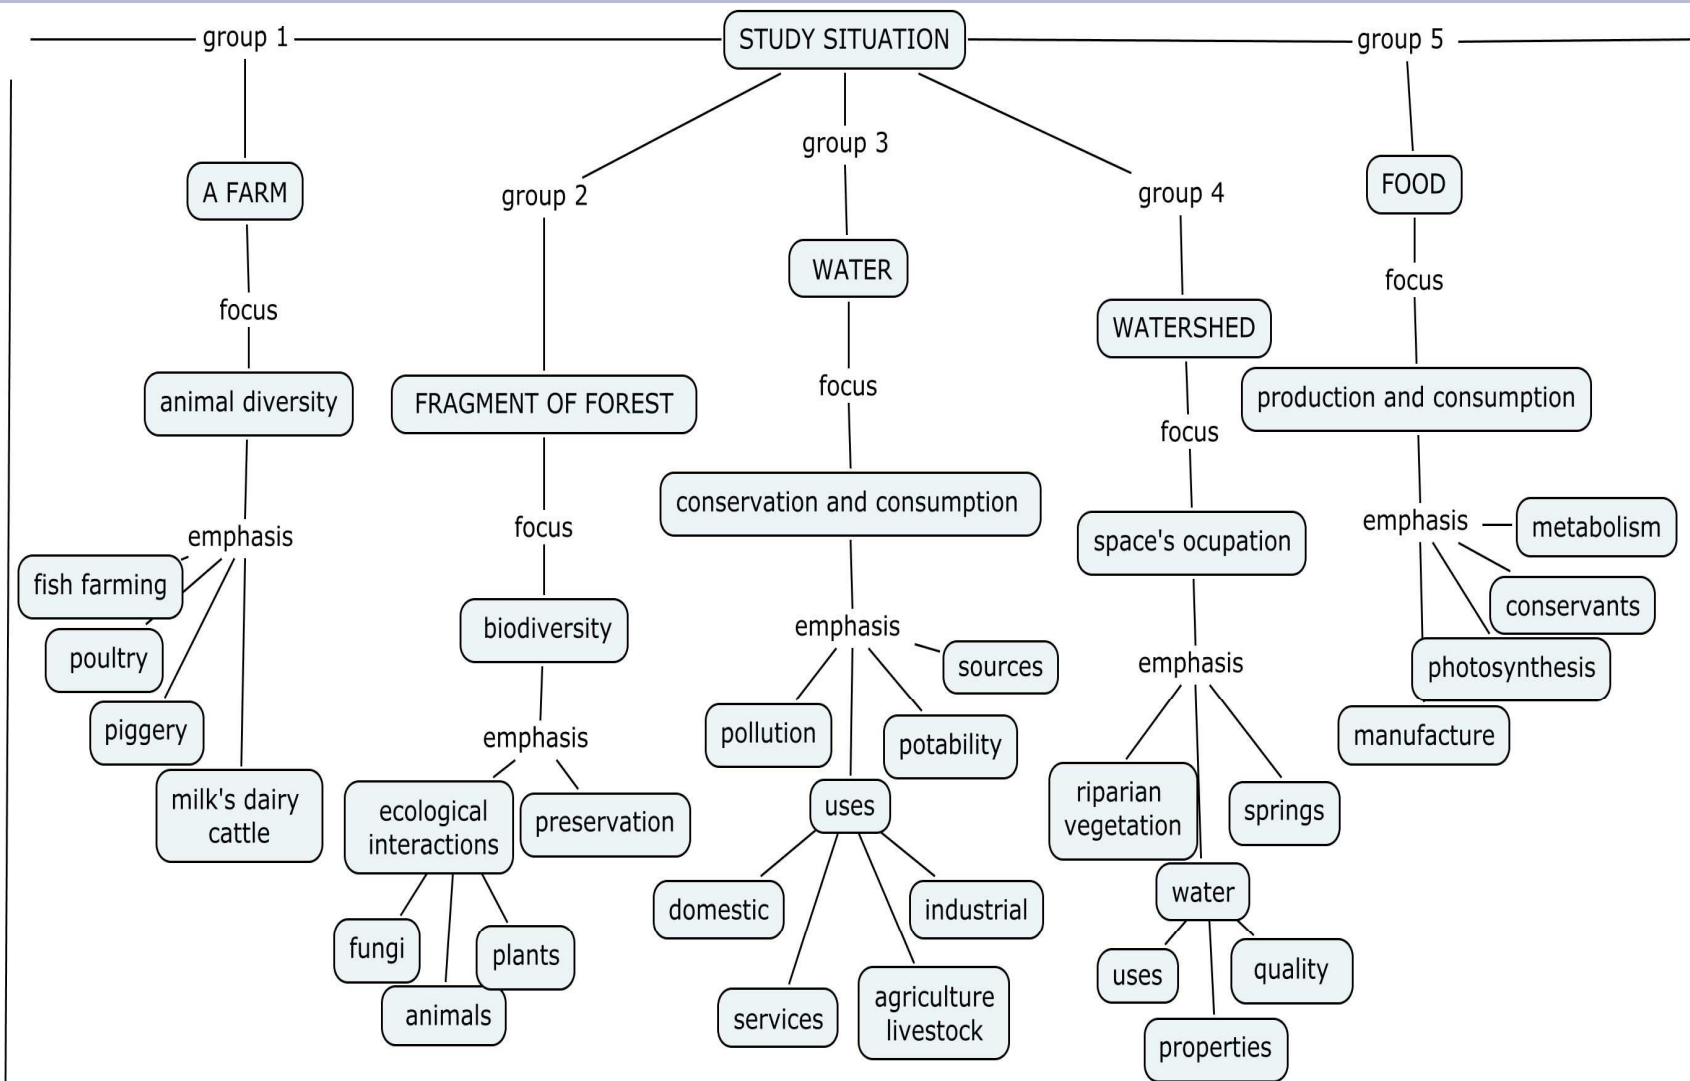 STUDY SITUATION
group 1
A FARM
focus
animal diversity
emphasis
fish farming
poultry
piggery
milk's dairy
cattle
group 2
FRAGMENT OF FOREST
focus
biodiversity
emphasis
ecological
interactions
preservation
fungi
plants
animals
group 3
WATER
focus
conservation and consumption
emphasis
sources
pollution
potability
uses
domestic
industrial
services
agriculture
livestock
group 4
WATERSHED
focus
space's ocupation
emphasis
riparian
vegetation
springs
water
uses
quality
properties
group 5
FOOD
focus
production and consumption
emphasis
metabolism
conservants
photosynthesis
manufacture